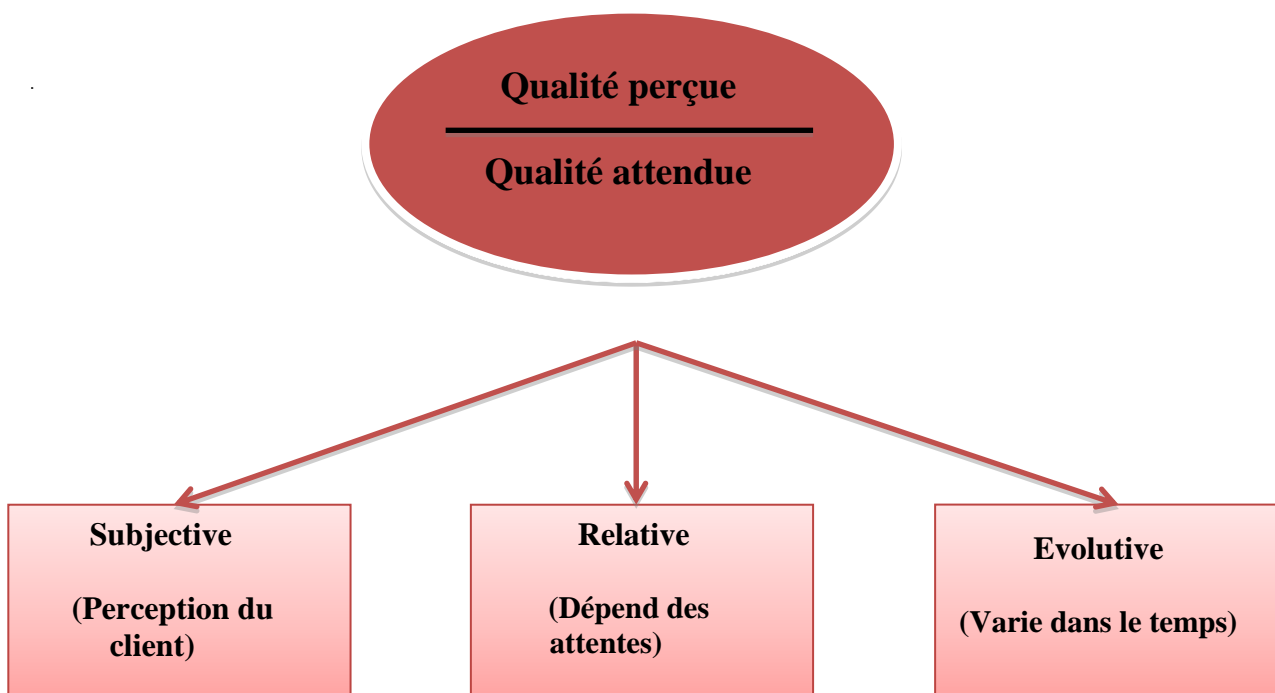 Qualité perçue
Qualité attendue
Subjective
(Perception du
client)
Relative
(Dépend des
attentes)
Evolutive
(Varie dans le temps)